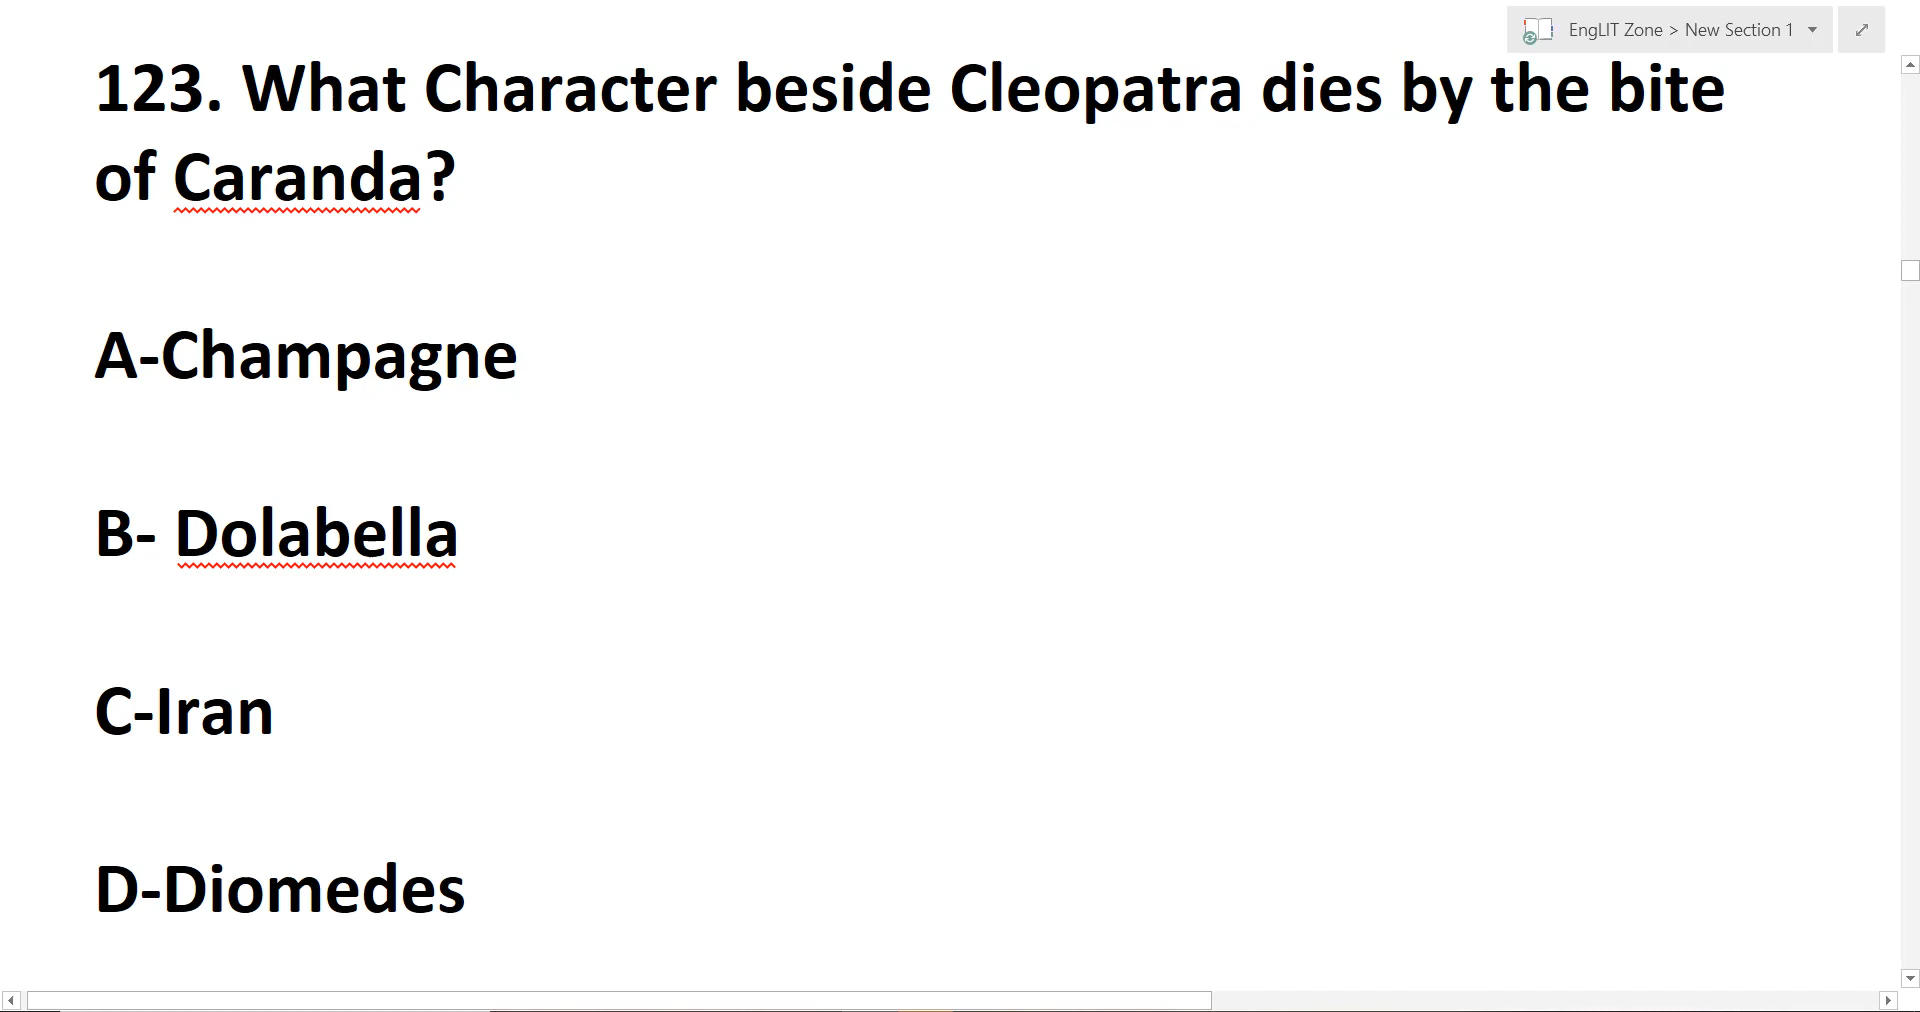 EngLIT Zone > New Section 1
123. What Character beside Cleopatra dies by the bite
of Caranda?
A-Champagne
B- Dolabella
C-Iran
D-Diomedes